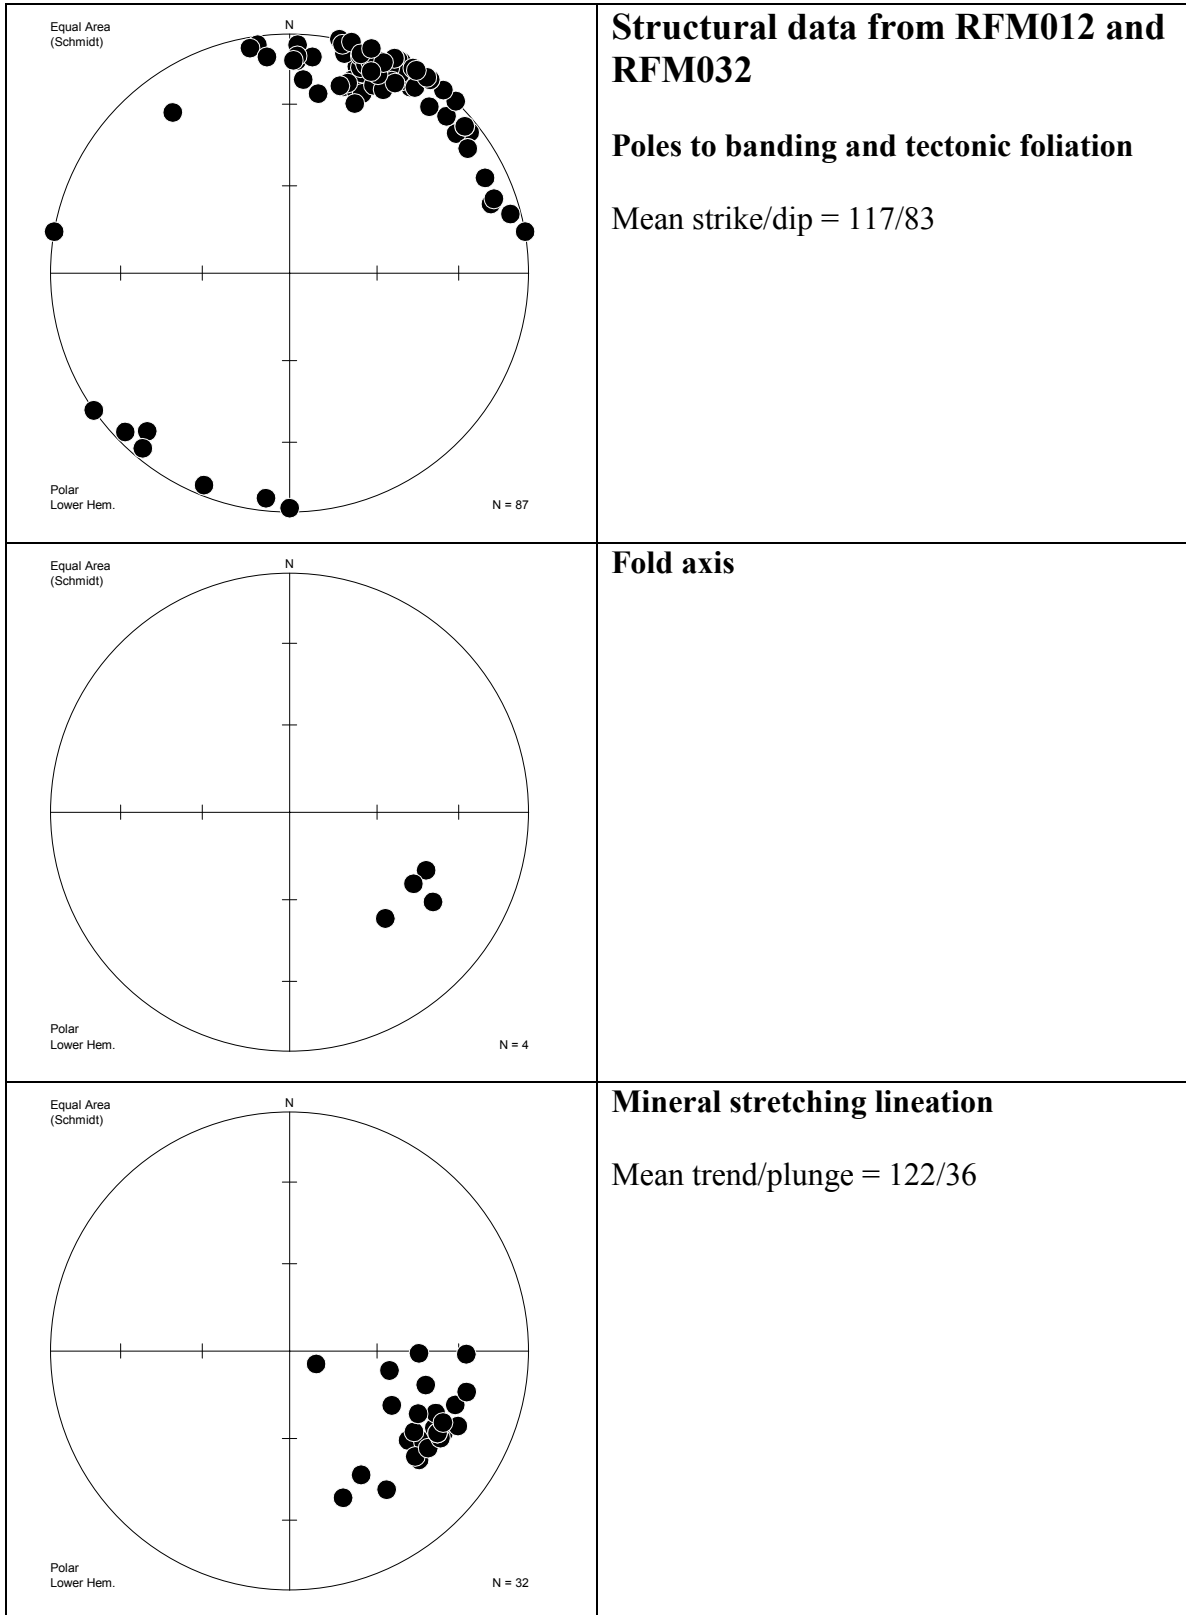 Equal Area
(Schmidt)
N
Polar
Lower Hem.
N = 87
Structural data from RFM012 and
RFM032
Poles to banding and tectonic foliation
Mean strike/dip = 117/83
Equal Area
(Schmidt)
N
Polar
Lower Hem.
N = 4
Fold axis
Equal Area
(Schmidt)
N
Polar
Lower Hem.
N = 32
Mineral stretching lineation
Mean trend/plunge = 122/36